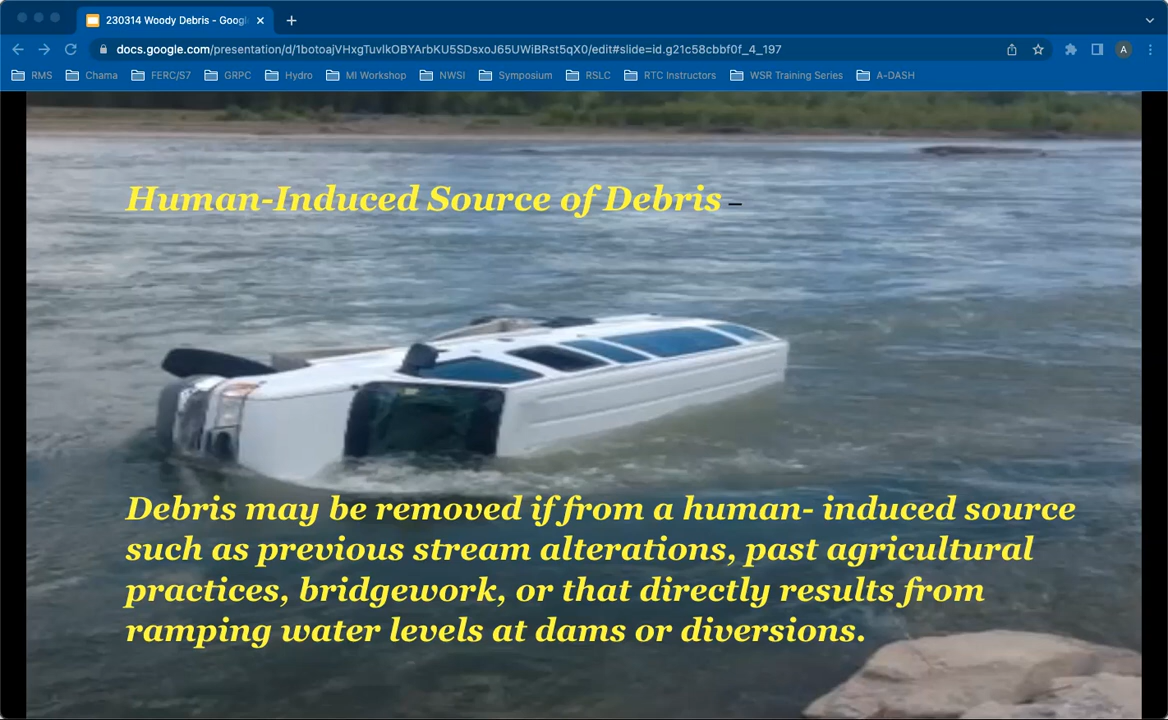 230314 Woody Debris - Googl
docs.google.com/presentation/d/1botoajVHxgTuvlkOBYArbKU5SDsxoJ65UWiBRst5qX0/edit#slide=id.g21c58cbbf0f_4_197
A
RMS Chama FERC/S7 GRPC Hydro MI Workshop NWSI Symposium RSLC RTC Instructors WSR Training Series A-DASH
Human-Induced Source of Debris –
Debris may be removed if from a human- induced source
such as previous stream alterations, past agricultural
practices, bridgework, or that directly results from
ramping water levels at dams or diversions.